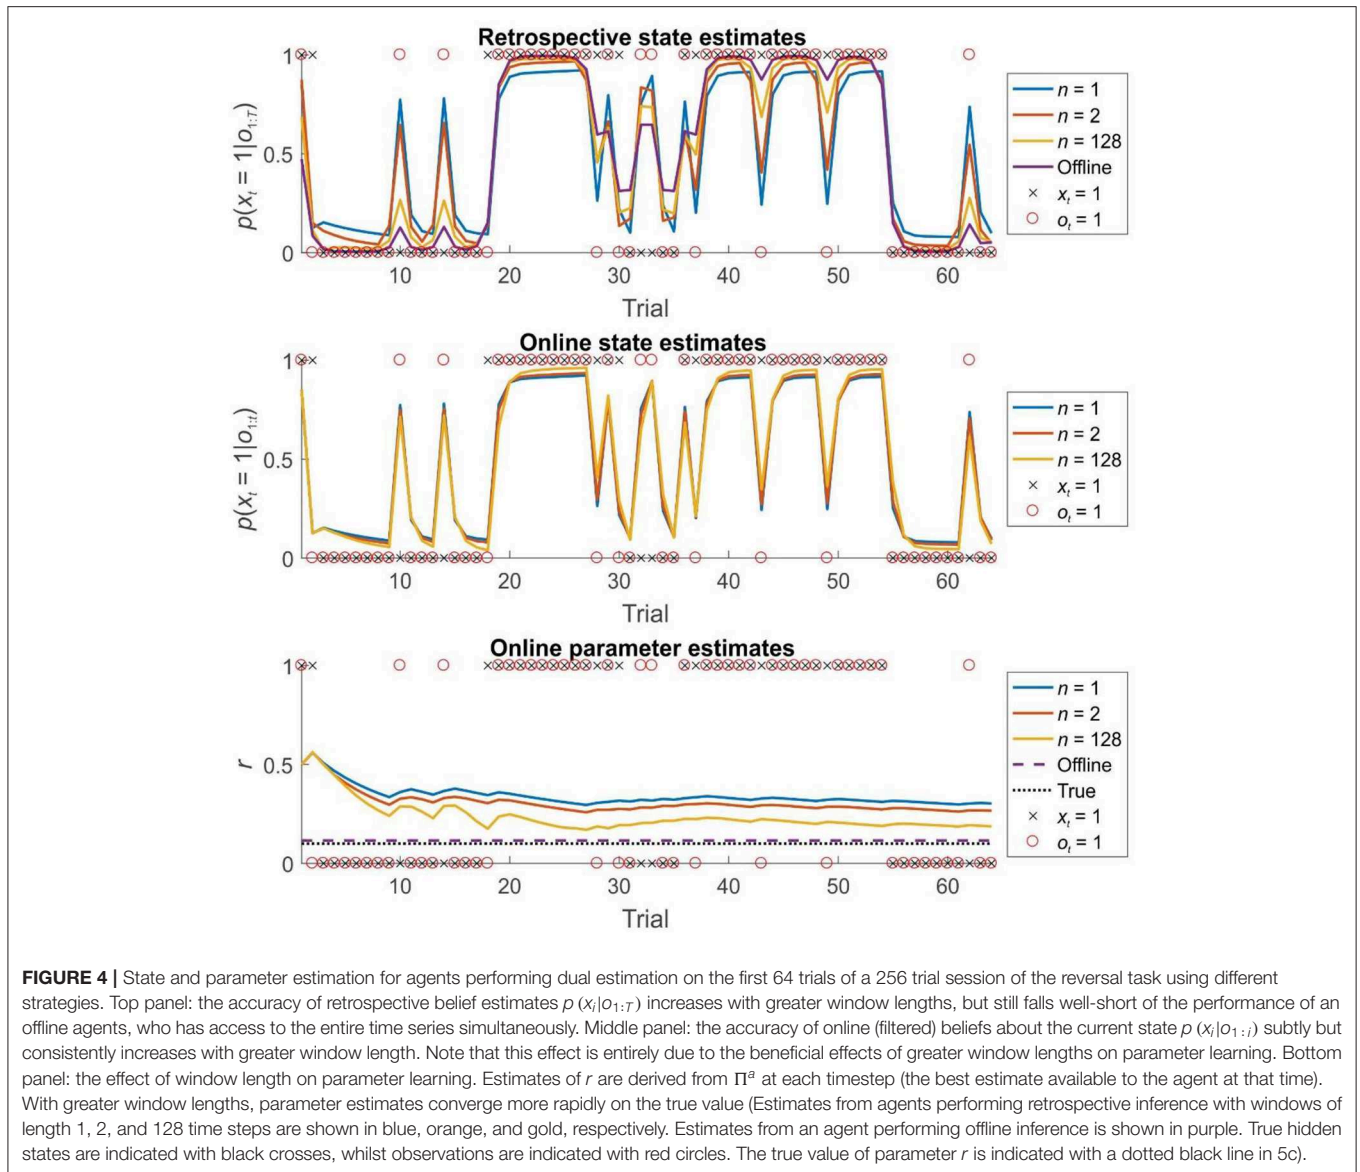 Retrospective state estimates
1
0.5
0
p(x_t = 1|o_{1:T})
10
20
30
40
50
60
Trial
n = 1
n = 2
n = 128
Offline
x_t = 1
o_t = 1
Online state estimates
1
0.5
0
p(x_t = 1|o_{1:t})
10
20
30
40
50
60
Trial
n = 1
n = 2
n = 128
x_t = 1
o_t = 1
Online parameter estimates
1
0.5
0
r
10
20
30
40
50
60
Trial
n = 1
n = 2
n = 128
Offline
True
x_t = 1
o_t = 1
FIGURE 4 | State and parameter estimation for agents performing dual estimation on the first 64 trials of a 256 trial session of the reversal task using different
strategies. Top panel: the accuracy of retrospective belief estimates p (x_i|o_{1:T}) increases with greater window lengths, but still falls well-short of the performance of an
offline agents, who has access to the entire time series simultaneously. Middle panel: the accuracy of online (filtered) beliefs about the current state p (x_i|o_{1:i}) subtly but
consistently increases with greater window length. Note that this effect is entirely due to the beneficial effects of greater window lengths on parameter learning. Bottom
panel: the effect of window length on parameter learning. Estimates of r are derived from Π^a at each timestep (the best estimate available to the agent at that time).
With greater window lengths, parameter estimates converge more rapidly on the true value (Estimates from agents performing retrospective inference with windows of
length 1, 2, and 128 time steps are shown in blue, orange, and gold, respectively. Estimates from an agent performing offline inference is shown in purple. True hidden
states are indicated with black crosses, whilst observations are indicated with red circles. The true value of parameter r is indicated with a dotted black line in 5c).